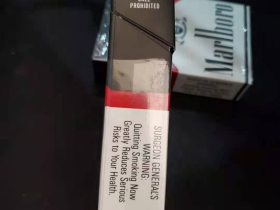 PROHIBITED
Marlboro
SURGEON GENERAL'S
WARNING:
Quitting Smoking Now
Greatly Reduces Serious
Risks to Your Health.